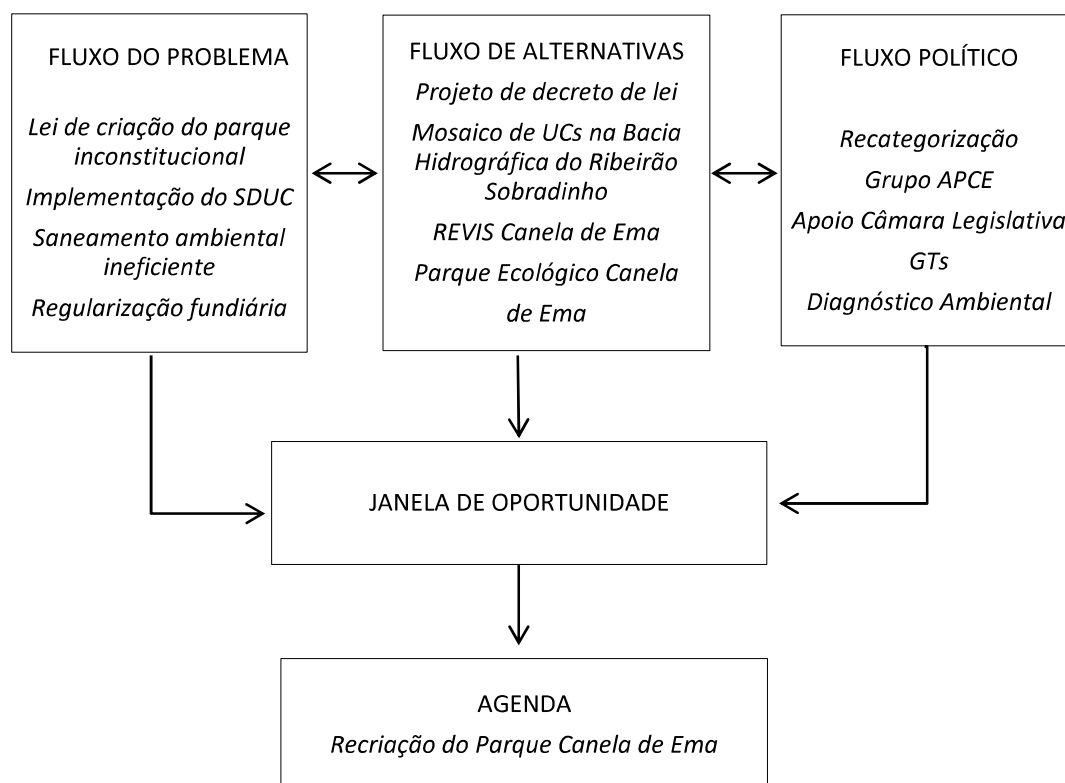 FLUXO DO PROBLEMA
Lei de criação do parque
inconstitucional
Implementação do SDUC
Saneamento ambiental
ineficiente
Regularização fundiária
FLUXO DE ALTERNATIVAS
Projeto de decreto de lei
Mosaico de UCs na Bacia
Hidrográfica do Ribeirão
Sobradinho
REVIS Canela de Ema
Parque Ecológico Canela
de Ema
FLUXO POLÍTICO
Recategorização
Grupo APCE
Apoio Câmara Legislativa
GTs
Diagnóstico Ambiental
JANELA DE OPORTUNIDADE
AGENDA
Recriação do Parque Canela de Ema